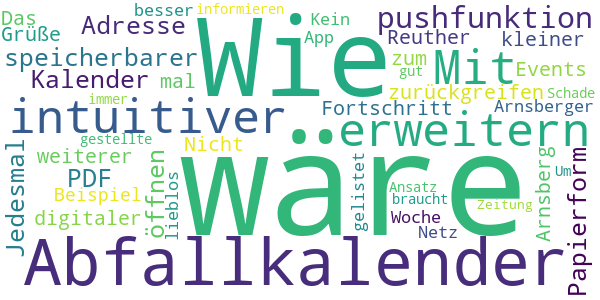 besser informieren
Das
Grüße
Adresse
Wie
Kein
App
pushfunktion
Reuther kleiner
speicherbarer
Kalender mal
Mit
zum
gut
Events
zurückgreifen
immer
intuitiver
Fortschritt
Arnsberger
Schade
gestellte
Nicht
erweitern
weiterer
Jedesmal
PDF
Beispiel
digitaler
öffnen
lieblos
wäre
gelistet
Ansatz
braucht
Woche
Netz
Zeitung
Arnsberg
Um
Papierform
Abfallkalender